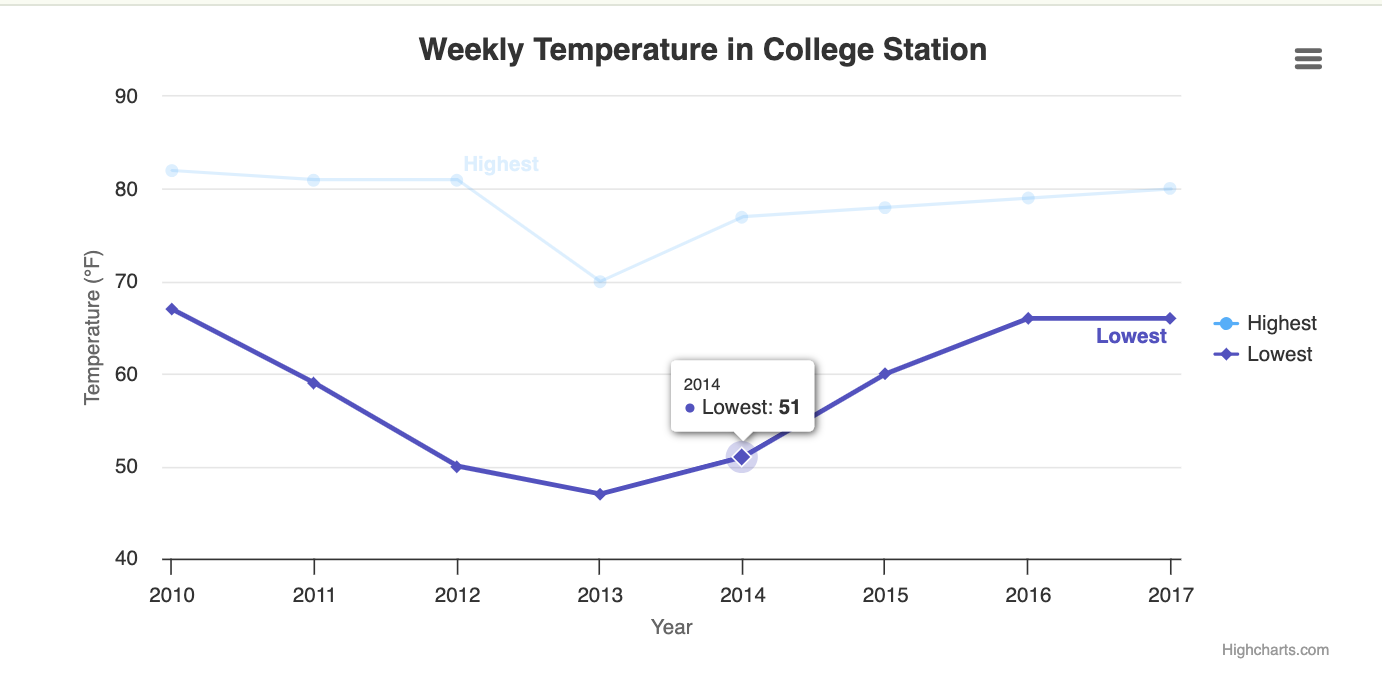 Weekly Temperature in College Station
90
80
70
60
50
40
Temperature (°F)
Highest
Lowest
2014
Lowest: 51
2010 2011 2012 2013 2014 2015 2016 2017
Year
Highest
Lowest
Highcharts.com